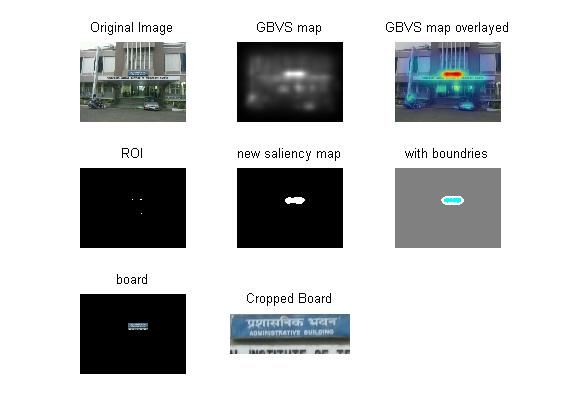 Original Image
GBVS map
GBVS map overlayed
ROI
new saliency map
with boundries
board
Cropped Board
प्रशासनिक भवन
ADMINISTRATIVE BUILDING
INSTITUTE OF TE